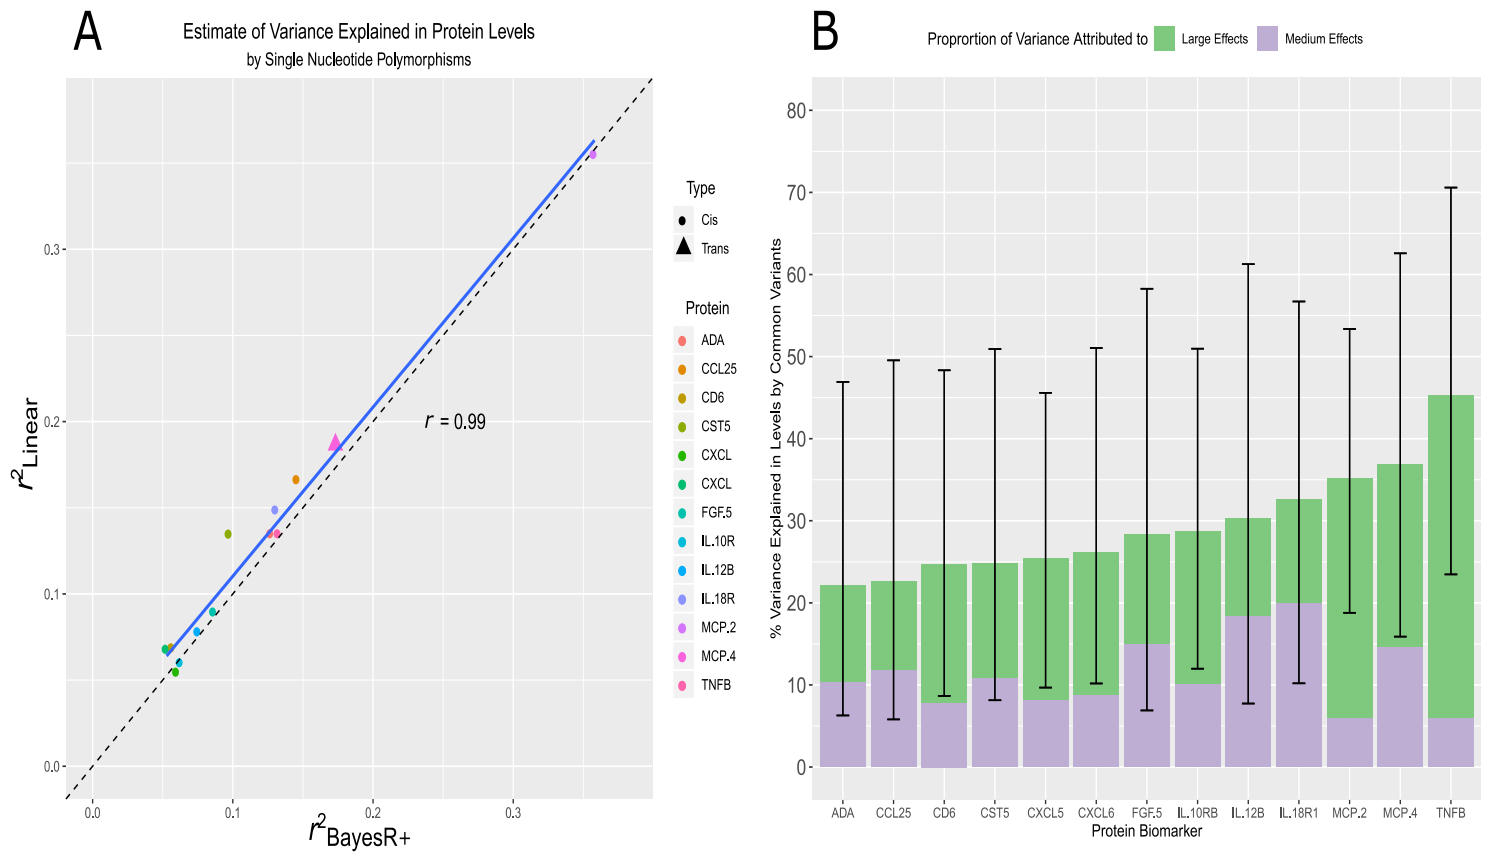 A
Estimate of Variance Explained in Protein Levels
by Single Nucleotide Polymorphisms
0.3
0.2
0.1
0.0
r²Linear
r = 0.99
0.0 0.1 0.2 0.3
r²BayesR+
Type
Cis
Trans
Protein
ADA
CCL25
CD6
CST5
CXCL
CXCL
FGF.5
IL.10R
IL.12B
IL.18R
MCP.2
MCP.4
TNFB
B
Proprotion of Variance Attributed to Large Effects Medium Effects
% Variance Explained in Levels by Common Variants
80
70
60
50
40
30
20
10
0
ADA CCL25 CD6 CST5 CXCL5 CXCL6 FGF.5 IL.10RB IL.12B IL.18R1 MCP.2 MCP.4 TNFB
Protein Biomarker